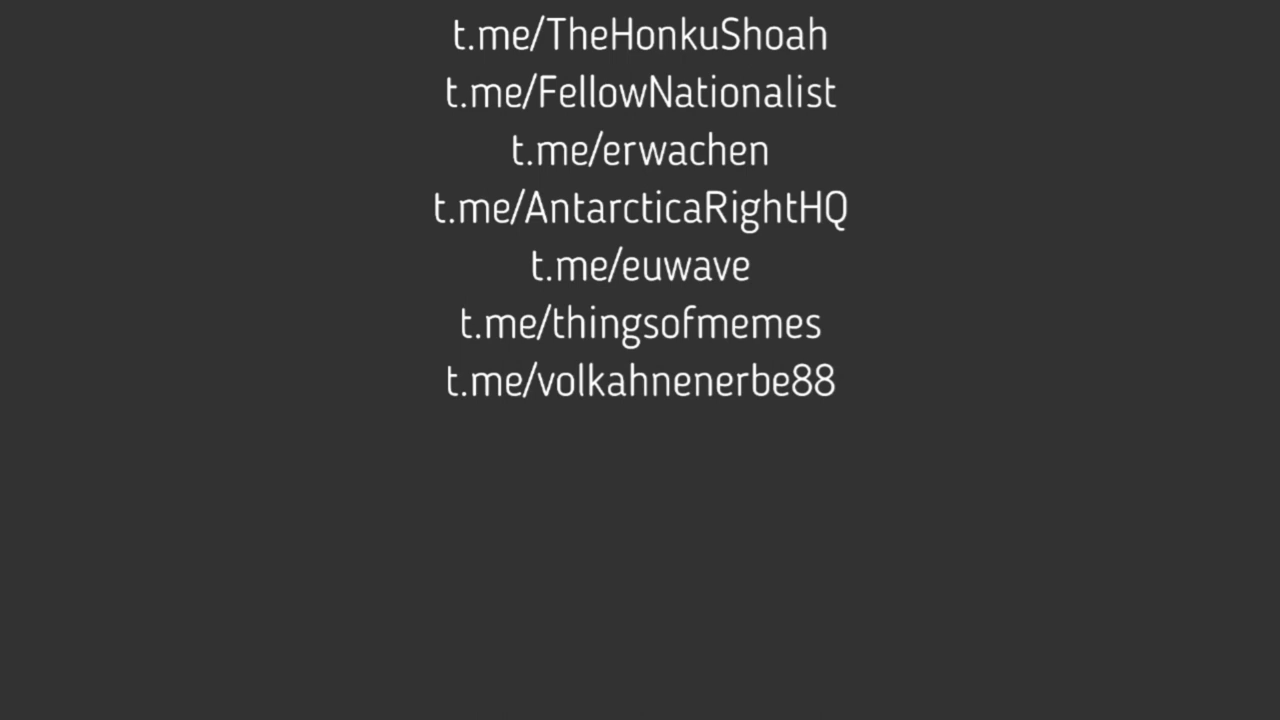 t.me/TheHonkuShoah
t.me/FellowNationalist
t.me/erwachen
t.me/AntarcticaRightHQ
t.me/euwave
t.me/thingsofmemes
t.me/volkahnenerbe88